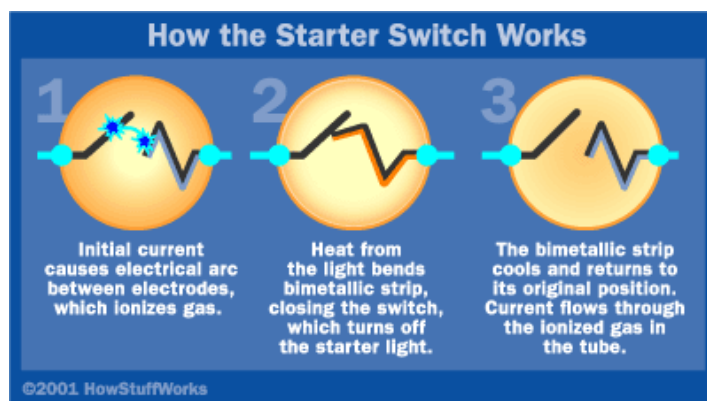 How the Starter Switch Works
1
2
3
Initial current
causes electrical arc
between electrodes,
which ionizes gas.
Heat from
the light bends
bimetallic strip,
closing the switch,
which turns off
the starter light.
The bimetallic strip
cools and returns to
its original position.
Current flows through
the ionized gas in
the tube.
©2001 HowStuffWorks